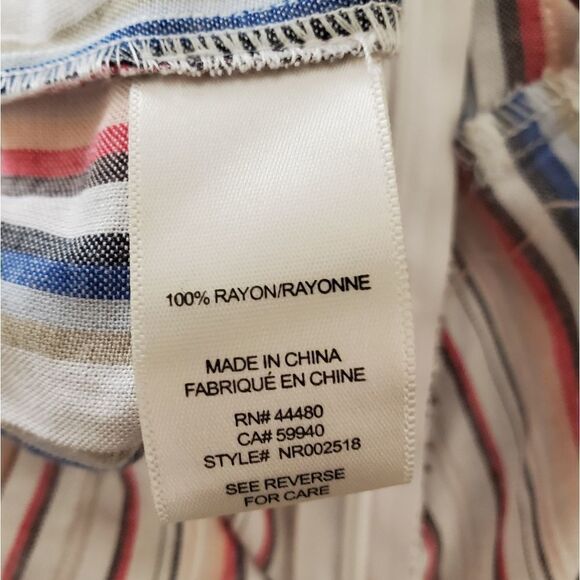 100% RAYON/RAYONNE
MADE IN CHINA
FABRIQUÉ EN CHINE
RN# 44480
CA# 59940
STYLE# NR002518
SEE REVERSE
FOR CARE